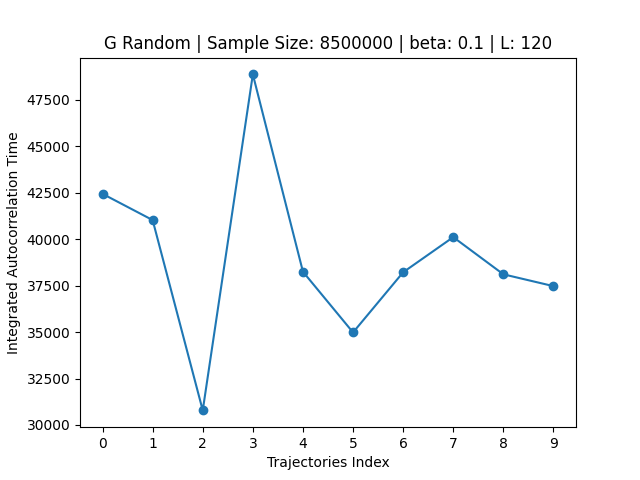 G Random | Sample Size: 8500000 | beta: 0.1 | L: 120
Integrated Autocorrelation Time
47500
45000
42500
40000
37500
35000
32500
30000
0 1 2 3 4 5 6 7 8 9
Trajectories Index